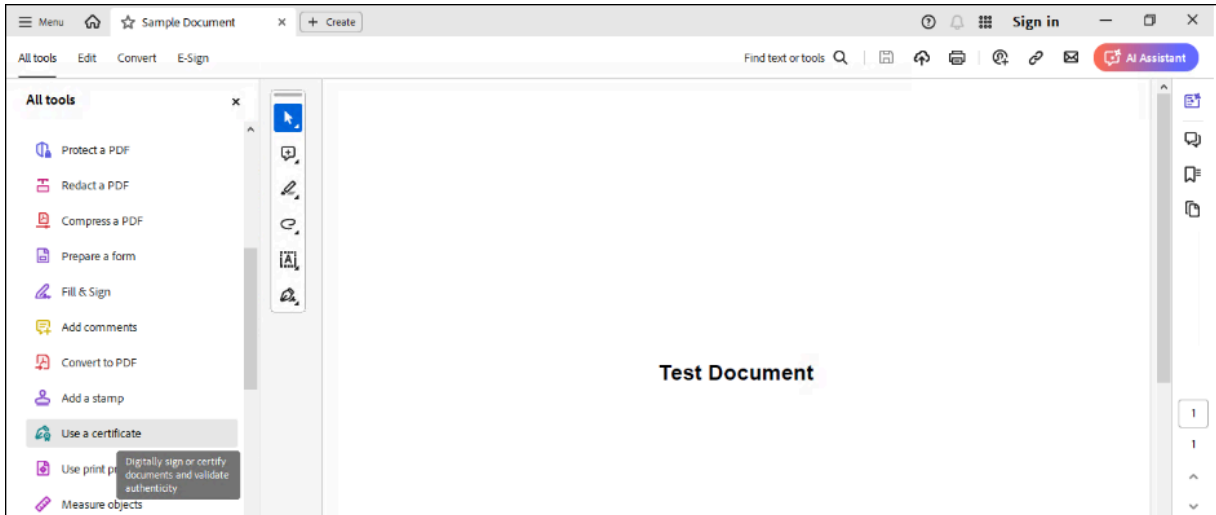 Menu
Sample Document
+ Create
Sign in
All tools
Edit
Convert
E-Sign
Find text or tools
AI Assistant
All tools
Protect a PDF
Redact a PDF
Compress a PDF
Prepare a form
Fill & Sign
Add comments
Convert to PDF
Add a stamp
Use a certificate
Use print pr
Digitally sign or certify
documents and validate
authenticity
Measure objects
Test Document
1
1